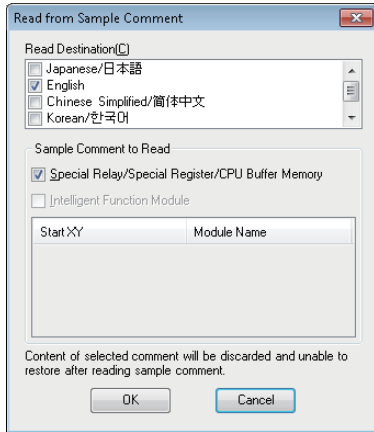 Read from Sample Comment
Read Destination(C)
Japanese/日本語
English
Chinese Simplified/简体中文
Korean/한국어
Sample Comment to Read
Special Relay/Special Register/CPU Buffer Memory
Intelligent Function Module
Start XY Module Name
Content of selected comment will be discarded and unable to
restore after reading sample comment.
OK Cancel